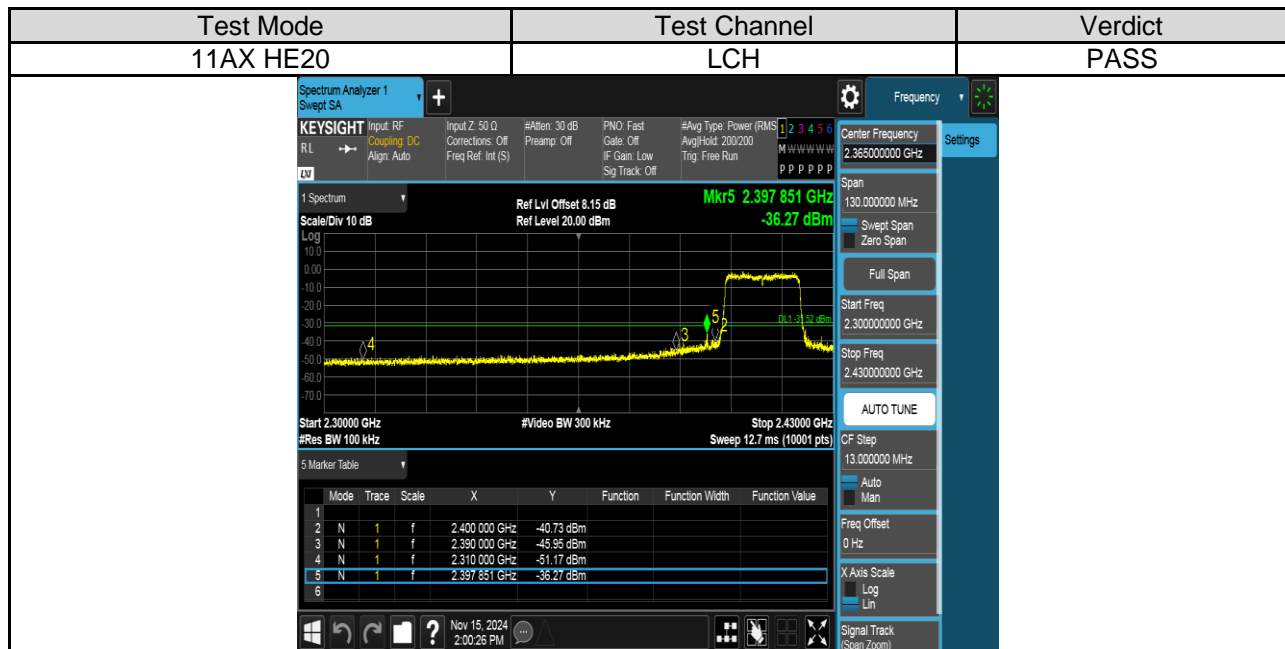 Test Mode Test Channel Verdict
11AX HE20 LCH PASS
Spectrum Analyzer 1
Swept SA
Frequency
KEYSIGHT Input: RF Input Z: 50 Ω #Atten: 30 dB PNO: Fast #Avg Type: Power (RMS 1 2 3 4 5 6
RL Coupling: DC Corrections: Off Preamp: Off Gate: Off Avg|Hold: 200/200 M W W W W W
Align: Auto Freq Ref: Int (S) IF Gain: Low Trig: Free Run
LXI Sig Track: Off P P P P P P
1 Spectrum Ref Lvl Offset 8.15 dB Mkr5 2.397 851 GHz
Scale/Div 10 dB Ref Level 20.00 dBm -36.27 dBm
Log
10.0
0.00
-10.0
-20.0
-30.0
-40.0
-50.0
-60.0
-70.0
DL1 -31.52 dBm
5 2
3
4
Start 2.30000 GHz #Video BW 300 kHz Stop 2.43000 GHz
#Res BW 100 kHz Sweep 12.7 ms (10001 pts)
5 Marker Table
Mode Trace Scale X Y Function Function Width Function Value
1
2 N 1 f 2.400 000 GHz -40.73 dBm
3 N 1 f 2.390 000 GHz -45.95 dBm
4 N 1 f 2.310 000 GHz -51.17 dBm
5 N 1 f 2.397 851 GHz -36.27 dBm
6
? Nov 15, 2024
2:00:26 PM
Center Frequency
2.365000000 GHz
Settings
Span
130.000000 MHz
Swept Span
Zero Span
Full Span
Start Freq
2.300000000 GHz
Stop Freq
2.430000000 GHz
AUTO TUNE
CF Step
13.000000 MHz
Auto
Man
Freq Offset
0 Hz
X Axis Scale
Log
Lin
Signal Track
(Span Zoom)